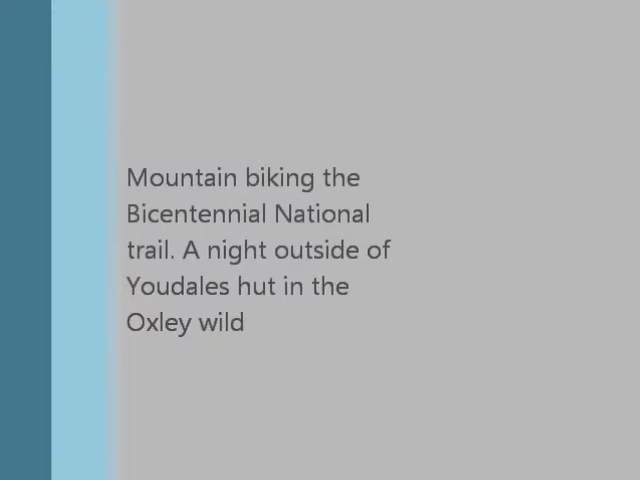 Mountain biking the
Bicentennial National
trail. A night outside of
Youdales hut in the
Oxley wild